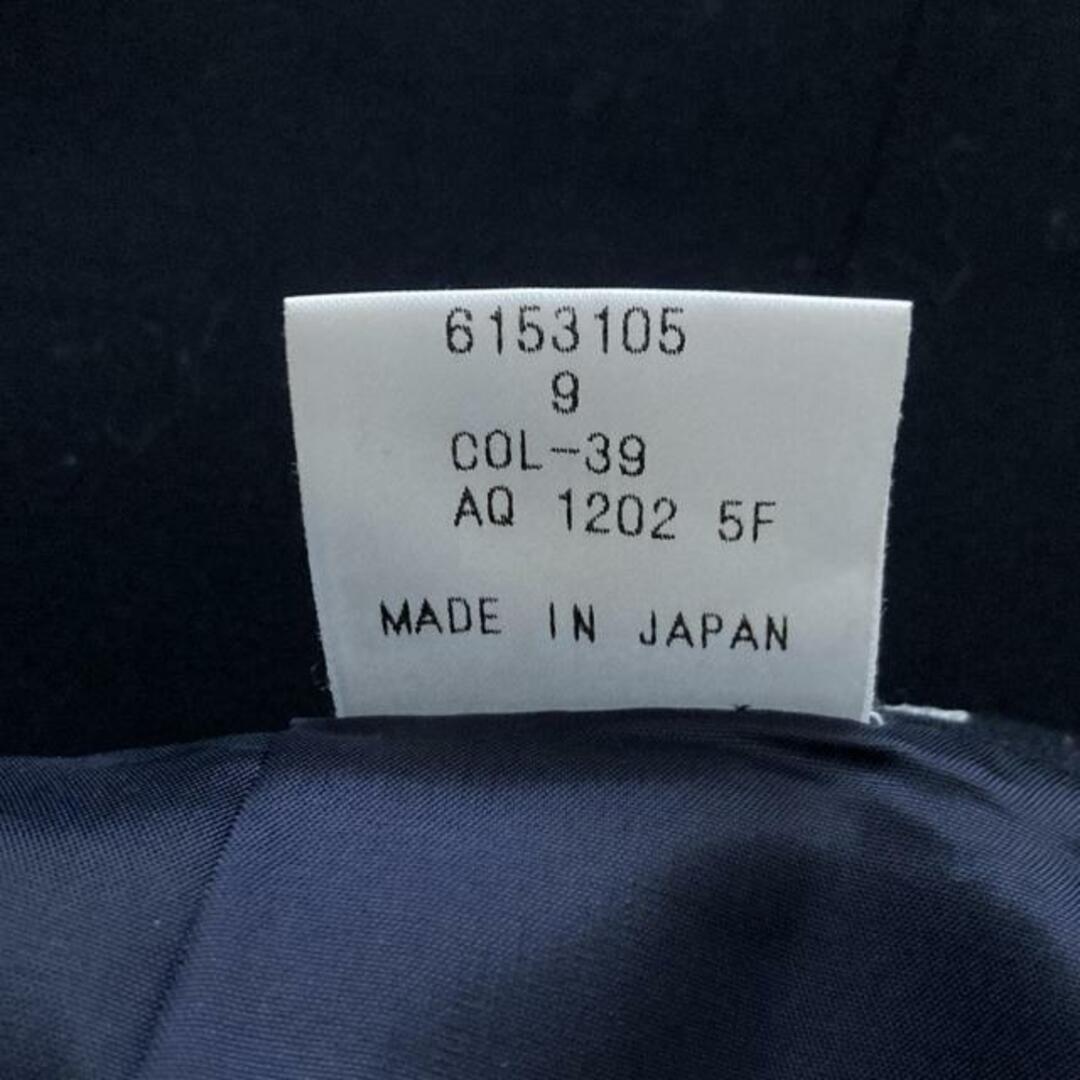 6153105
9
COL-39
AQ 1202 5F
MADE IN JAPAN